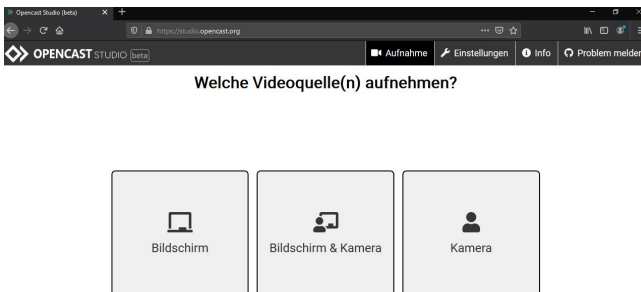 Opencast Studio (beta)
https://studio.opencast.org
OPENCAST STUDIO beta
Aufnahme
Einstellungen
Info
Problem melden
Welche Videoquelle(n) aufnehmen?
Bildschirm
Bildschirm & Kamera
Kamera